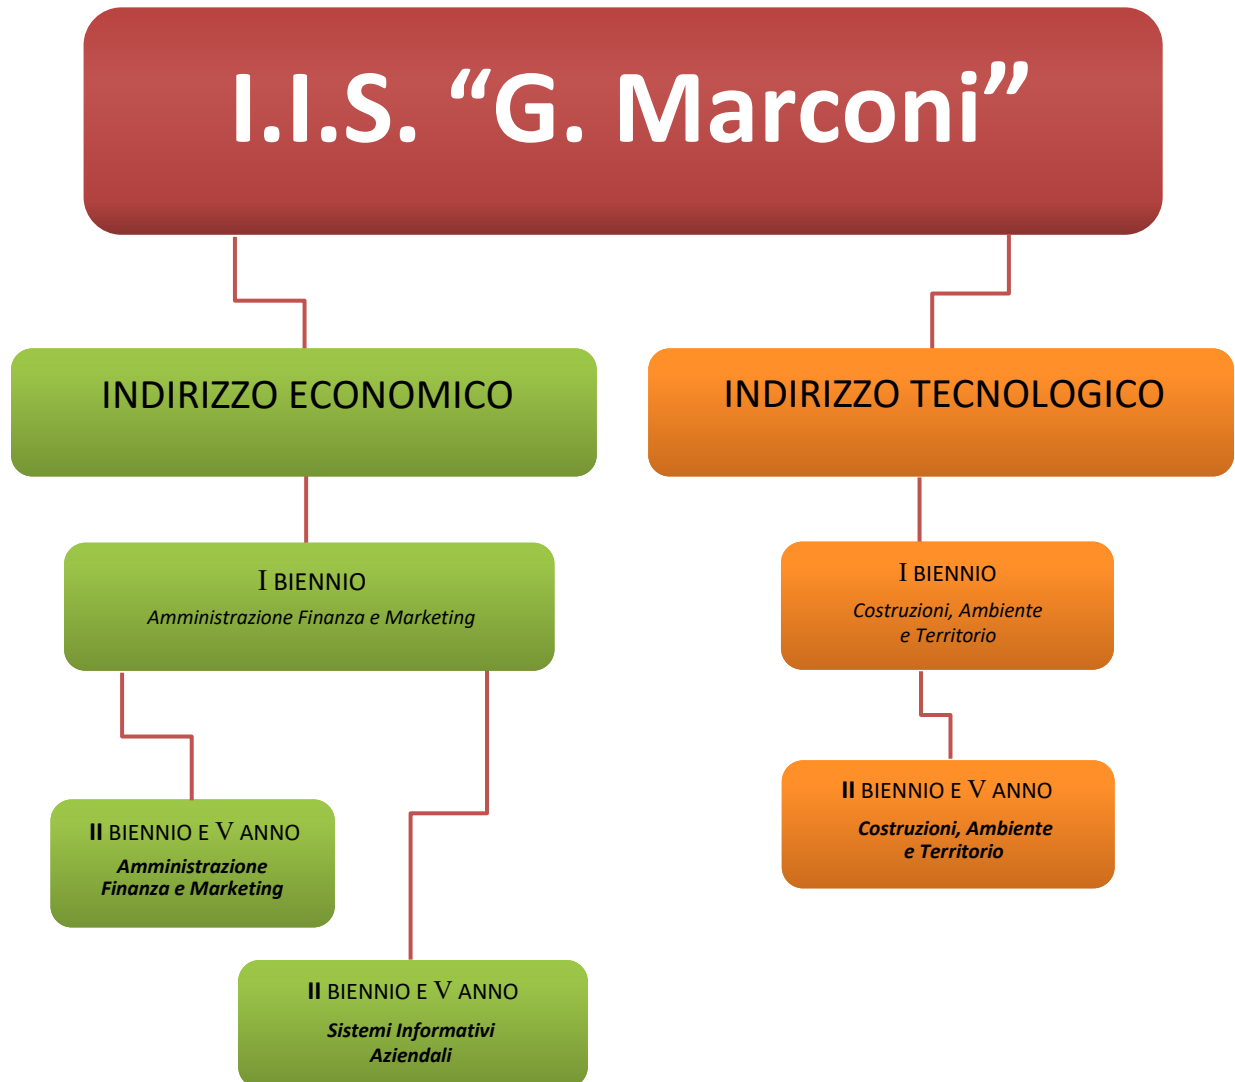 I.I.S. “G. Marconi”
INDIRIZZO ECONOMICO
INDIRIZZO TECNOLOGICO
I BIENNIO
Amministrazione Finanza e Marketing
I BIENNIO
Costruzioni, Ambiente
e Territorio
II BIENNIO E V ANNO
Amministrazione
Finanza e Marketing
II BIENNIO E V ANNO
Costruzioni, Ambiente
e Territorio
II BIENNIO E V ANNO
Sistemi Informativi
Aziendali